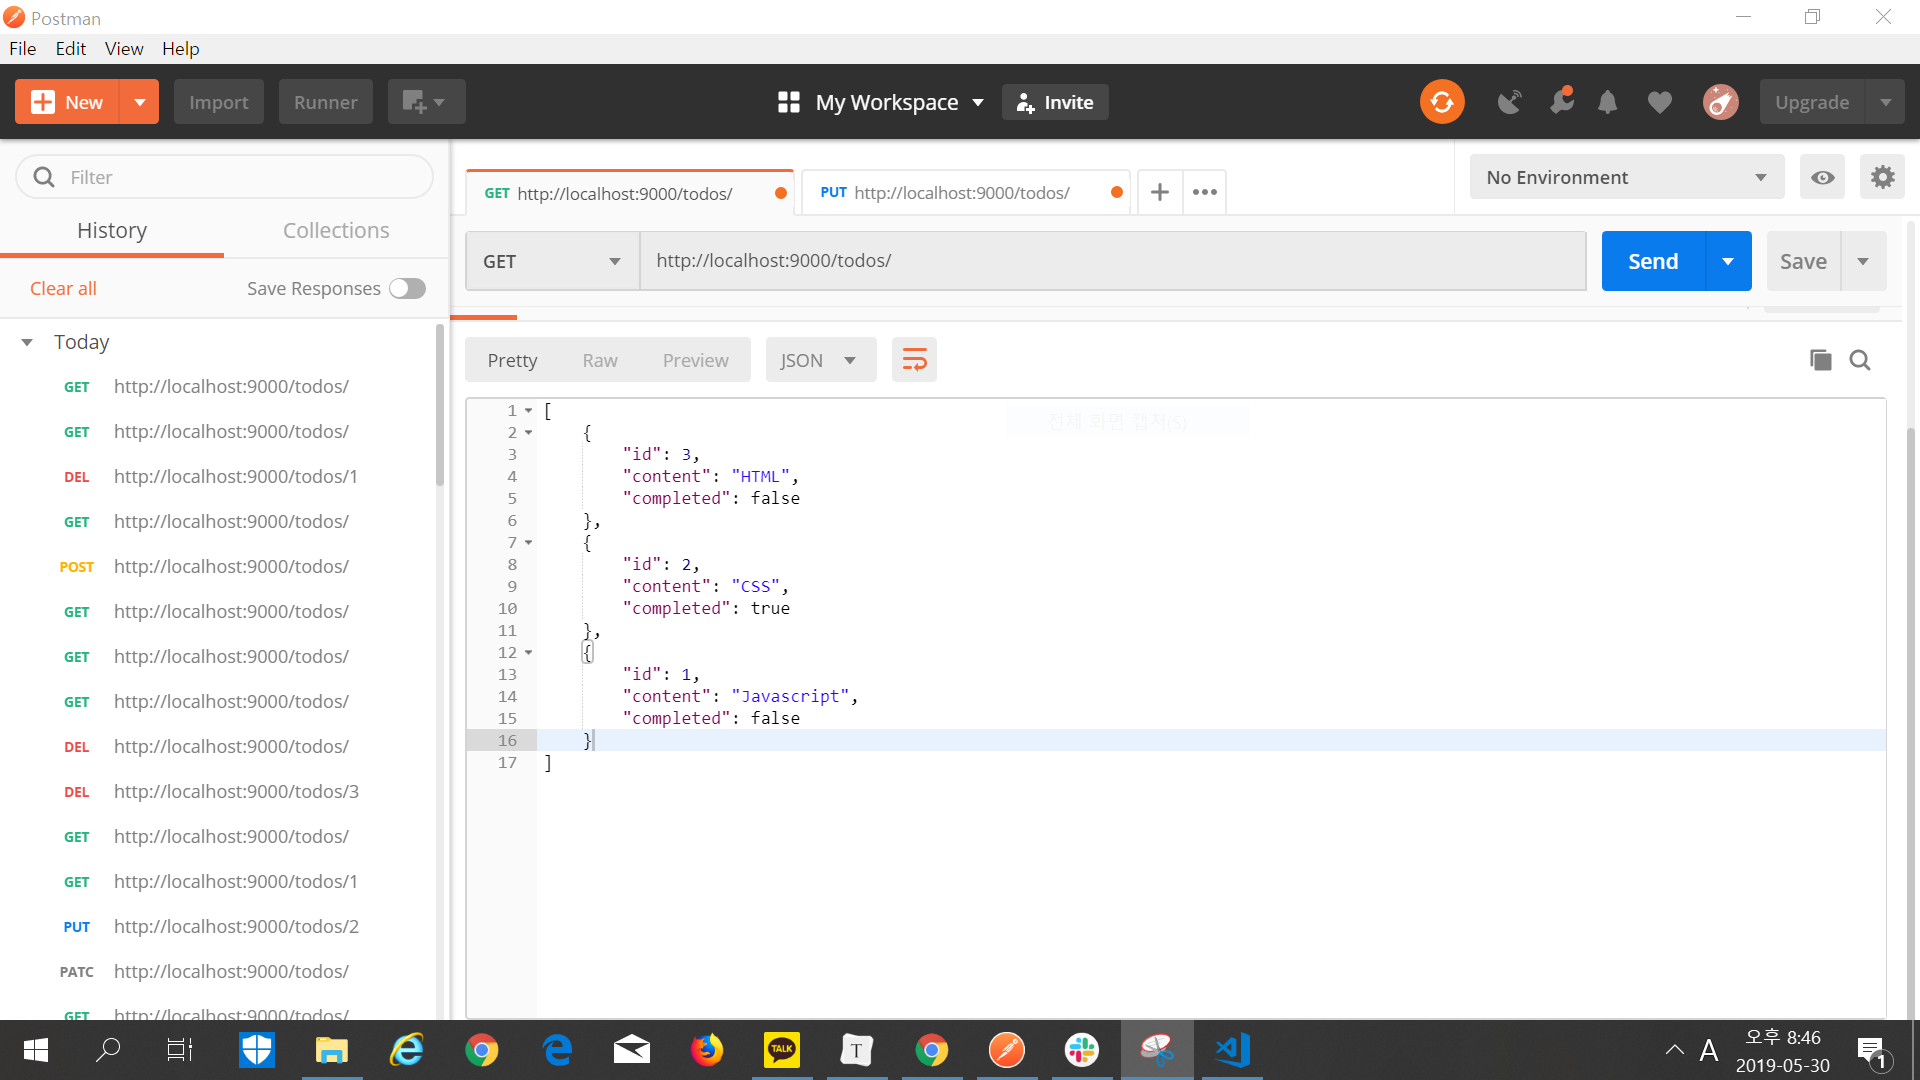 Postman
File Edit View Help
New Import Runner My Workspace Invite Upgrade
Filter
History Collections
Clear all Save Responses
Today
GET http://localhost:9000/todos/
GET http://localhost:9000/todos/
DEL http://localhost:9000/todos/1
GET http://localhost:9000/todos/
POST http://localhost:9000/todos/
GET http://localhost:9000/todos/
GET http://localhost:9000/todos/
GET http://localhost:9000/todos/
DEL http://localhost:9000/todos/
DEL http://localhost:9000/todos/3
GET http://localhost:9000/todos/
GET http://localhost:9000/todos/1
PUT http://localhost:9000/todos/2
PATC http://localhost:9000/todos/
GET http://localhost:9000/todos/
GET http://localhost:9000/todos/ PUT http://localhost:9000/todos/ No Environment
GET http://localhost:9000/todos/ Send Save
Pretty Raw Preview JSON
전체 화면 캡처(S)
1 [
2 {
3 "id": 3,
4 "content": "HTML",
5 "completed": false
6 },
7 {
8 "id": 2,
9 "content": "CSS",
10 "completed": true
11 },
12 {
13 "id": 1,
14 "content": "Javascript",
15 "completed": false
16 }
17 ]
TALK T A 오후 8:46
2019-05-30 1